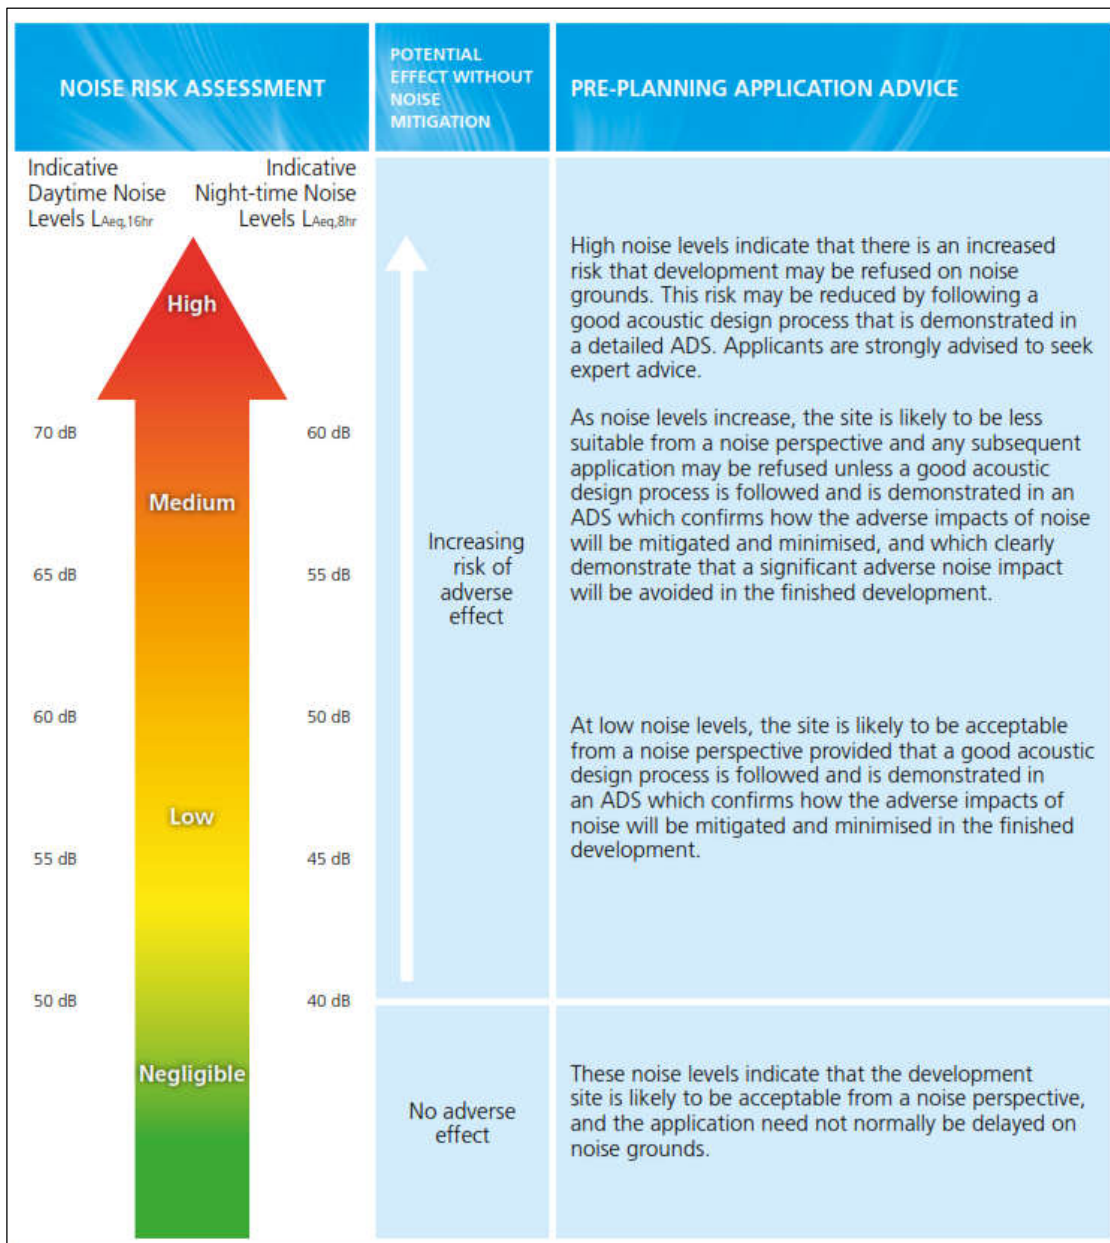 NOISE RISK ASSESSMENT
POTENTIAL
EFFECT WITHOUT
NOISE
MITIGATION
PRE-PLANNING APPLICATION ADVICE
Indicative
Daytime Noise
Levels LAeq,16hr
Indicative
Night-time Noise
Levels LAeq,8hr
High
70 dB
60 dB
Medium
65 dB
55 dB
60 dB
50 dB
Low
55 dB
45 dB
50 dB
40 dB
Negligible
Increasing
risk of
adverse
effect
No adverse
effect
High noise levels indicate that there is an increased
risk that development may be refused on noise
grounds. This risk may be reduced by following a
good acoustic design process that is demonstrated in
a detailed ADS. Applicants are strongly advised to seek
expert advice.
As noise levels increase, the site is likely to be less
suitable from a noise perspective and any subsequent
application may be refused unless a good acoustic
design process is followed and is demonstrated in an
ADS which confirms how the adverse impacts of noise
will be mitigated and minimised, and which clearly
demonstrate that a significant adverse noise impact
will be avoided in the finished development.
At low noise levels, the site is likely to be acceptable
from a noise perspective provided that a good acoustic
design process is followed and is demonstrated in
an ADS which confirms how the adverse impacts of
noise will be mitigated and minimised in the finished
development.
These noise levels indicate that the development
site is likely to be acceptable from a noise perspective,
and the application need not normally be delayed on
noise grounds.